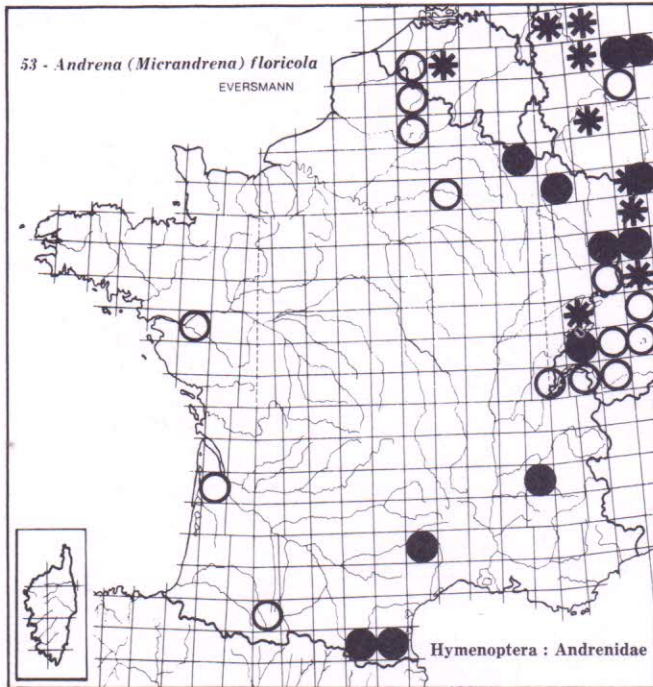 53 - Andrena (Micrandrena) floricola
EVERSMANN
Hymenoptera : Andrenidae